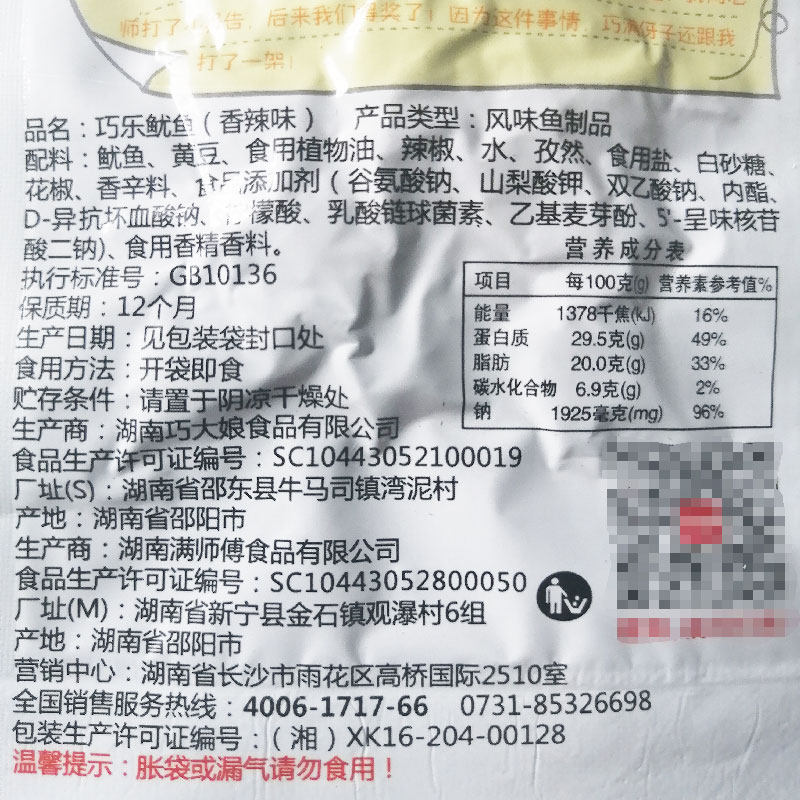 师打了 告，后来我们得奖了！因为这件事情，巧满伢子还跟我
打了一架！
品名：巧乐鱿鱼（香辣味） 产品类型：风味鱼制品
配料：鱿鱼、黄豆、食用植物油、辣椒、水、孜然、食用盐、白砂糖、
花椒、香辛料、食品添加剂（谷氨酸钠、山梨酸钾、双乙酸钠、内酯、
D-异抗坏血酸钠、柠檬酸、乳酸链球菌素、乙基麦芽酚、5'-呈味核苷
酸二钠）、食用香精香料。
执行标准号：GB10136
保质期：12个月
生产日期：见包装袋封口处
食用方法：开袋即食
贮存条件：请置于阴凉干燥处
营养成分表
项目 每100克(g) 营养素参考值%
能量 1378千焦(kJ) 16%
蛋白质 29.5克(g) 49%
脂肪 20.0克(g) 33%
碳水化合物 6.9克(g) 2%
钠 1925毫克(mg) 96%
生产商：湖南巧大娘食品有限公司
食品生产许可证编号：SC10443052100019
厂址(S)：湖南省邵东县牛马司镇湾泥村
产地：湖南省邵阳市
生产商：湖南满师傅食品有限公司
食品生产许可证编号：SC10443052800050
厂址(M)：湖南省新宁县金石镇观瀑村6组
产地：湖南省邵阳市
营销中心：湖南省长沙市雨花区高桥国际2510室
全国销售服务热线：4006-1717-66 0731-85326698
包装生产许可证编号：（湘）XK16-204-00128
温馨提示：胀袋或漏气请勿食用！